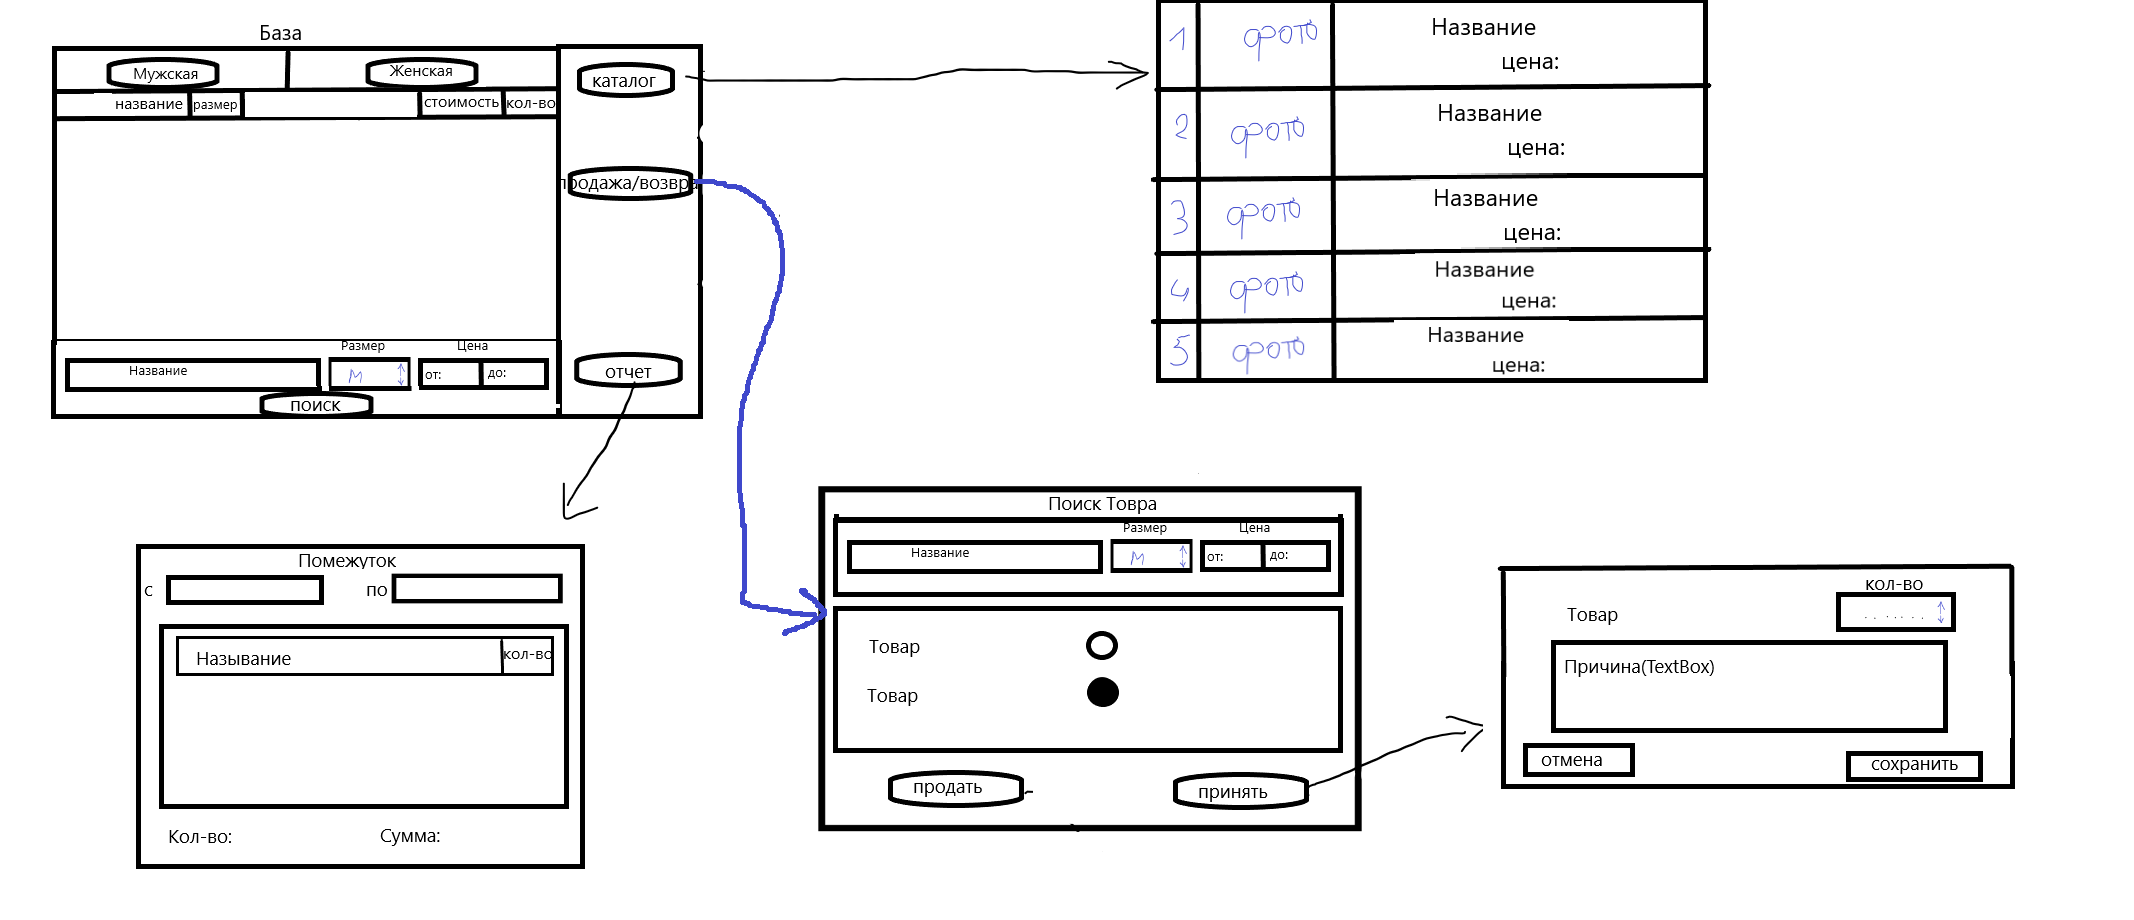 База
Мужская
Женская
название
размер
стоимость
кол-во
каталог
продажа/возвра
отчет
Размер
Цена
Название
М
от:
до:
поиск
1
фото
Название
цена:
2
фото
Название
цена:
3
фото
Название
цена:
4
фото
Название
цена:
5
фото
Название
цена:
Помежуток
с
по
Называние
кол-во
Кол-во:
Сумма:
Поиск Товра
Размер
Цена
Название
М
от:
до:
Товар
Товар
продать
принять
кол-во
Товар
Причина(TextBox)
отмена
сохранить